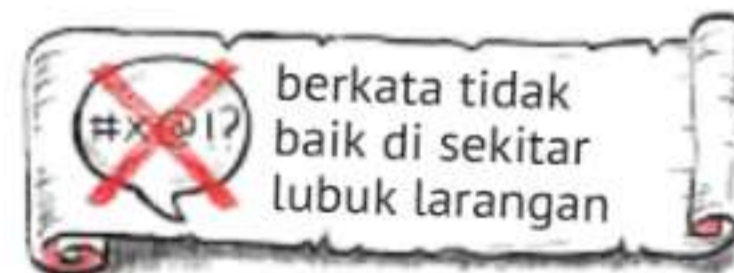 #x@!?
berkata tidak
baik di sekitar
lubuk larangan